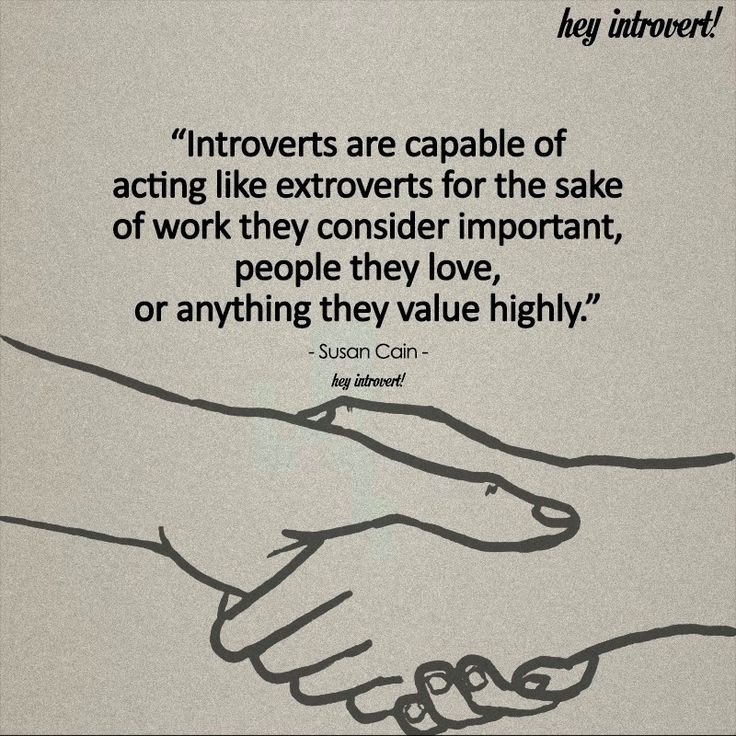 hey introvert!
“Introverts are capable of
acting like extroverts for the sake
of work they consider important,
people they love,
or anything they value highly.”
- Susan Cain -
hey introvert!